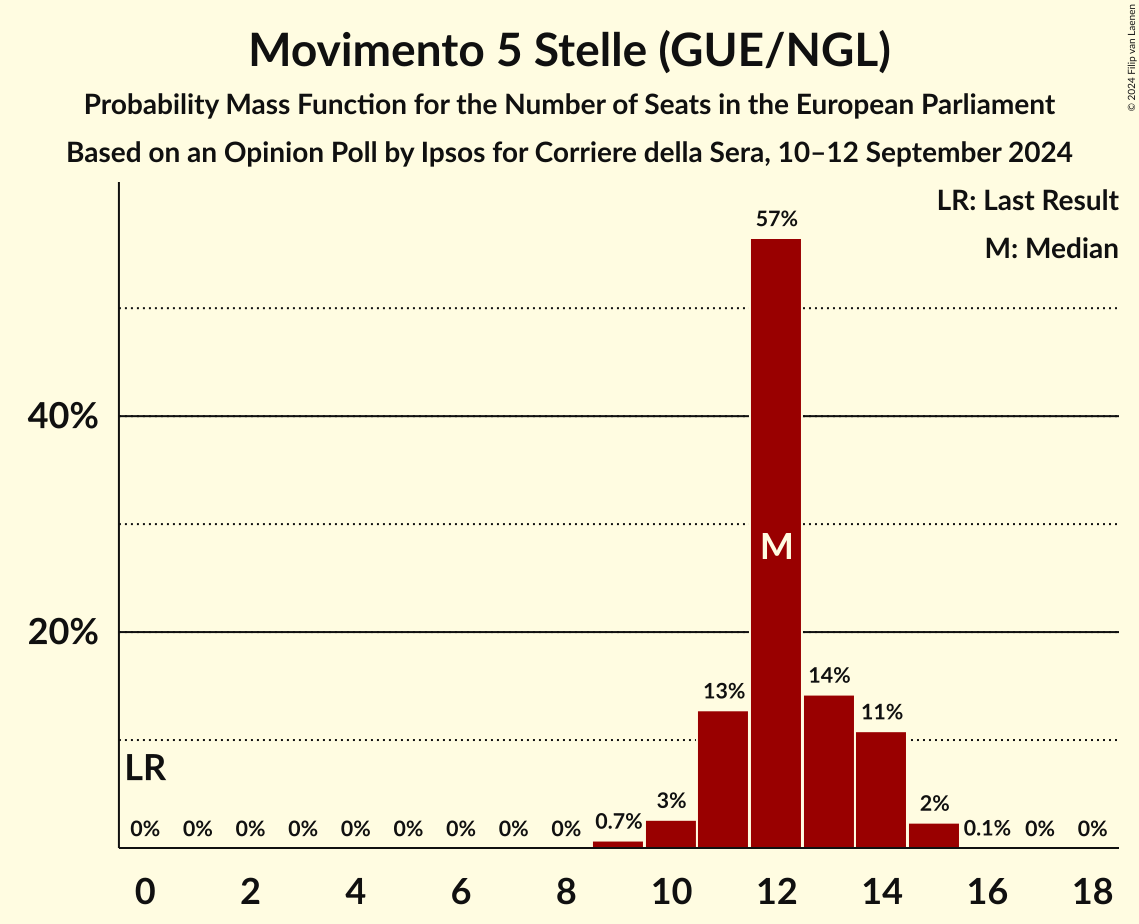 Movimento 5 Stelle (GUE/NGL)
Probability Mass Function for the Number of Seats in the European Parliament
Based on an Opinion Poll by Ipsos for Corriere della Sera, 10–12 September 2024
© 2024 Filip van Laenen
LR: Last Result
M: Median
57%
40%
M
20%
14%
13%
11%
LR
3%
2%
0.7%
0.1%
0% 0% 0% 0% 0% 0% 0% 0% 0% 0% 0%
0 2 4 6 8 10 12 14 16 18